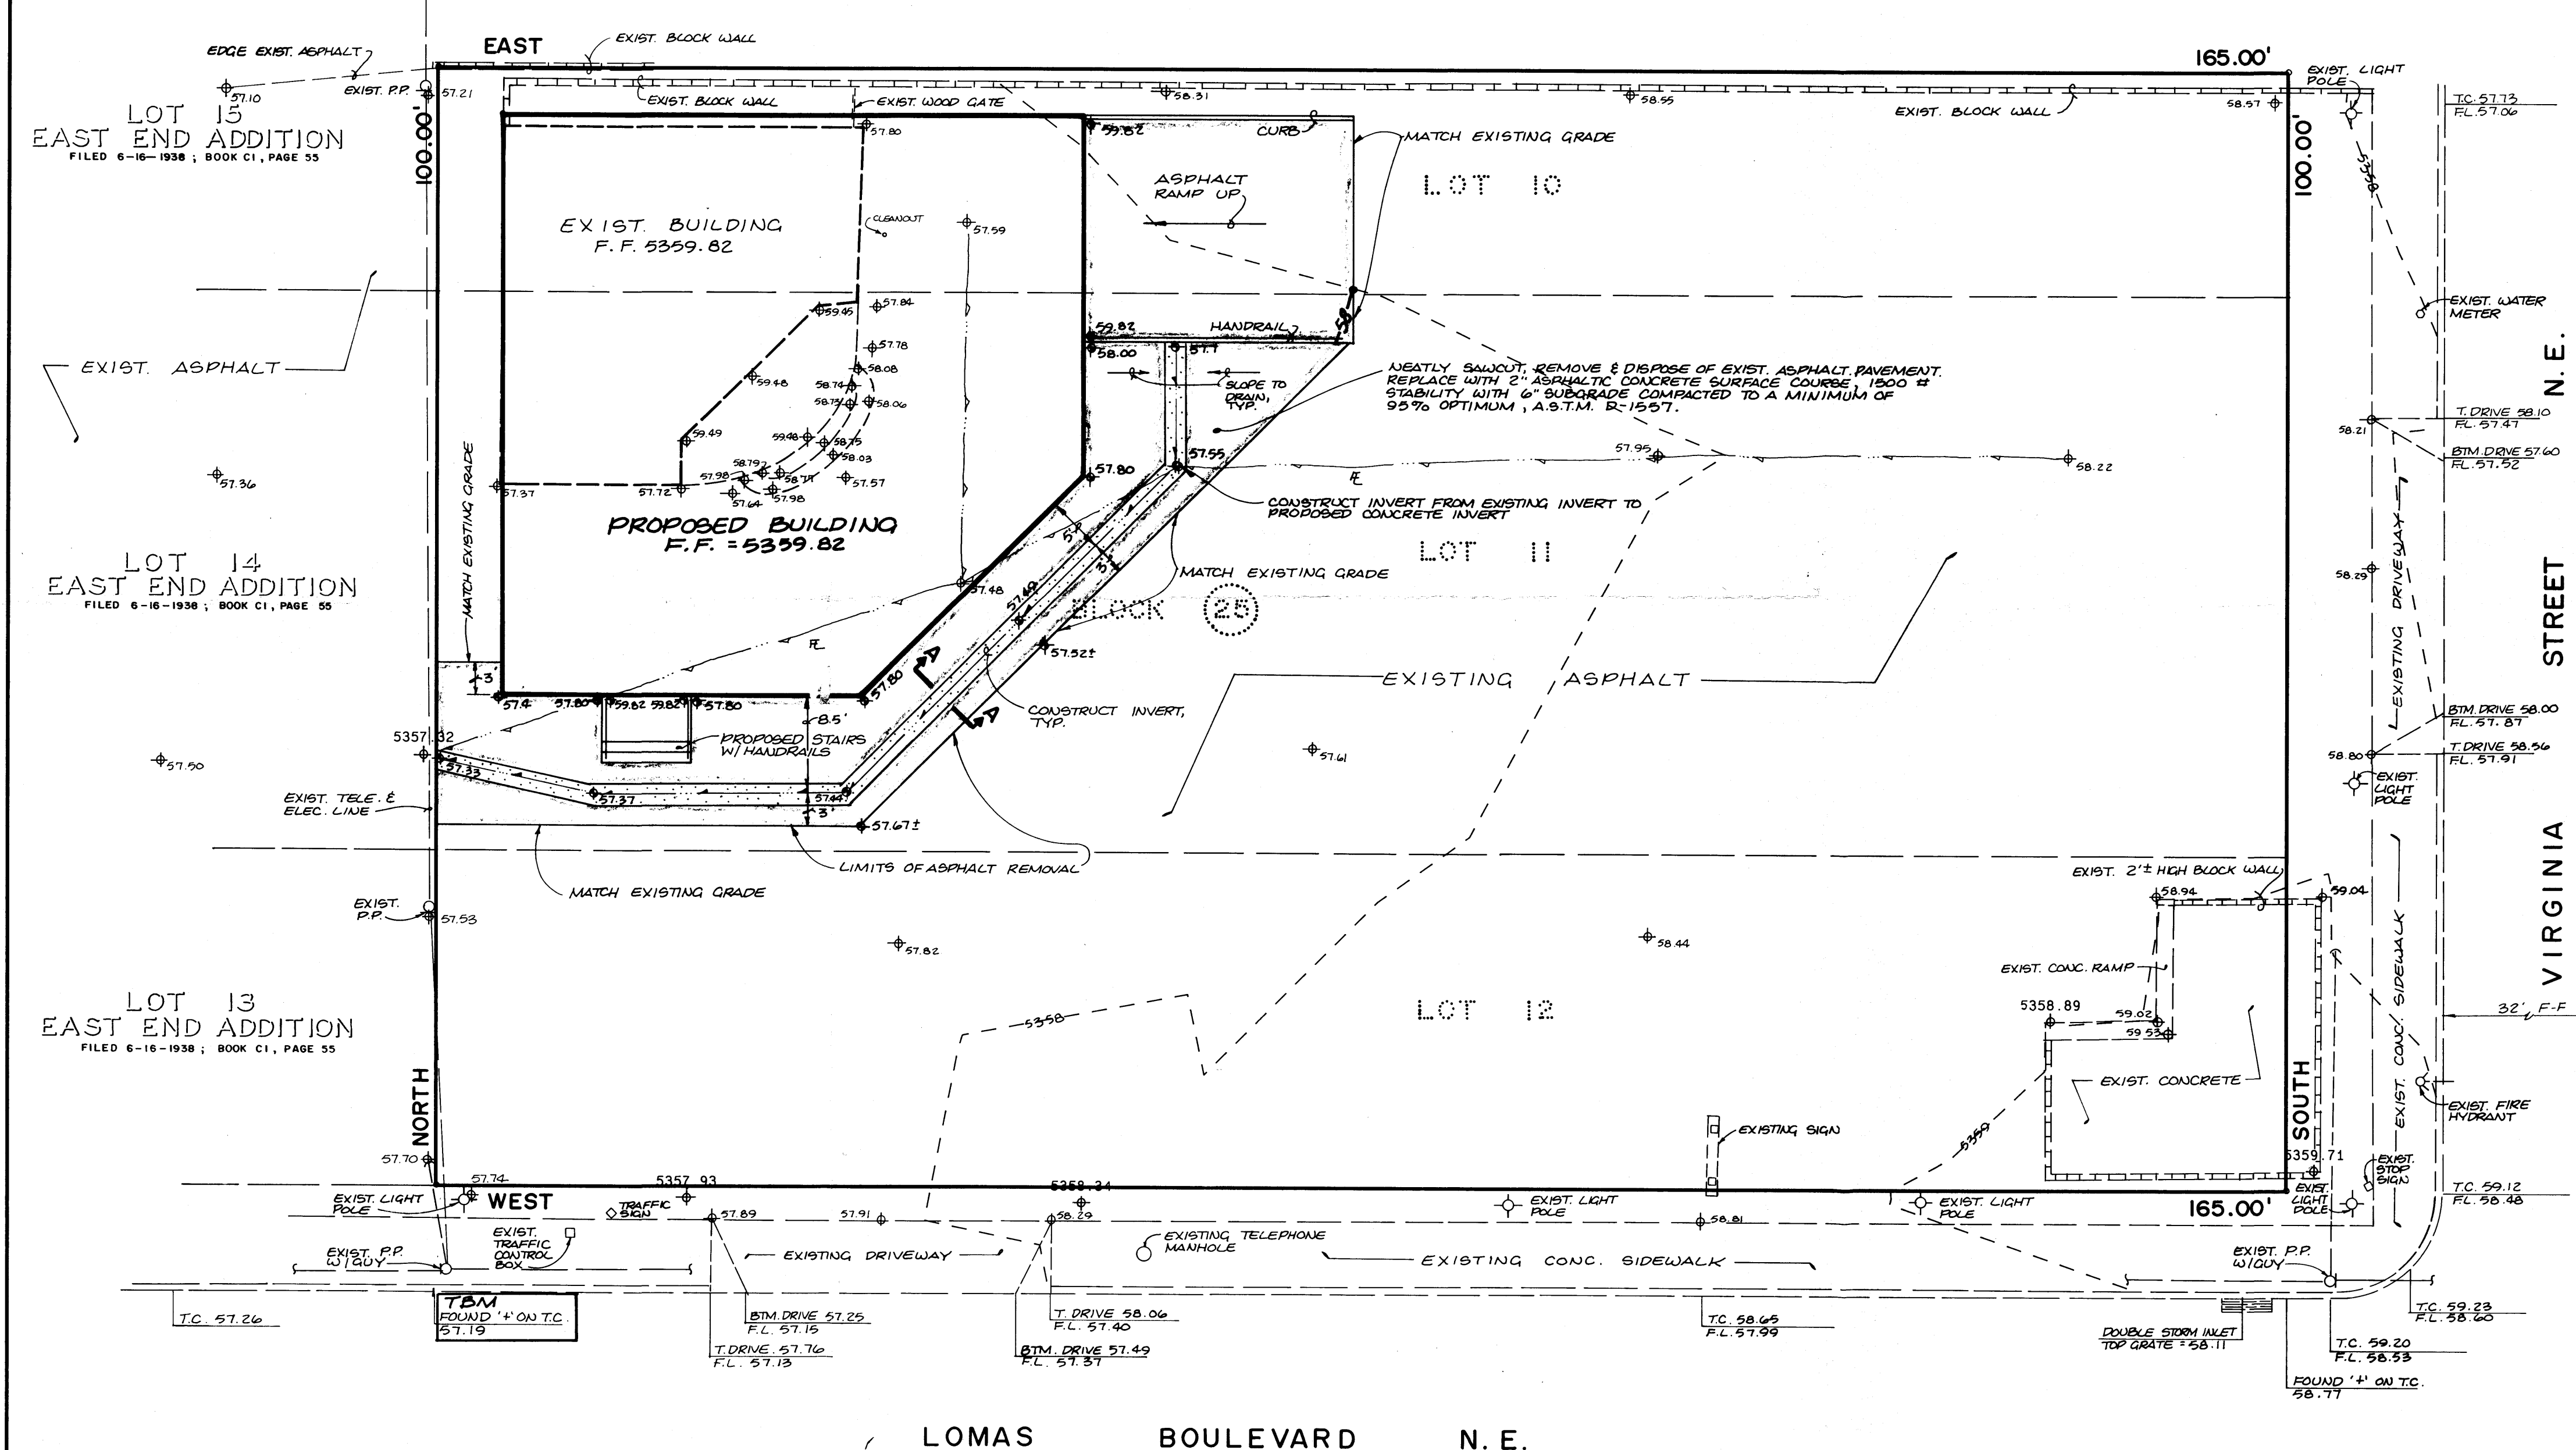 EAST
EXIST. BLOCK WALL
165.00'
EDGE EXIST. ASPHALT
EXIST. LIGHT
POLE
57.10
EXIST. P.P.
57.21
EXIST. BLOCK WALL
EXIST. WOOD GATE
58.31
58.55
EXIST. BLOCK WALL
58.57
T.C. 57.73
F.L. 57.06
LOT 15
EAST END ADDITION
FILED 6-16-1938 ; BOOK C1, PAGE 55
100.00'
57.80
59.82
CURB
MATCH EXISTING GRADE
100.00'
5358
ASPHALT
RAMP UP
LOT 10
EXIST. BUILDING
F.F. 5359.82
CLEANOUT
57.59
59.45
57.84
EXIST. WATER
METER
58
59.82
HANDRAIL
57.78
58.00
57.7
EXIST. ASPHALT
59.48
58.08
58.74
58.73
58.06
SLOPE TO
DRAIN,
TYP.
NEATLY SAWCUT, REMOVE & DISPOSE OF EXIST. ASPHALT PAVEMENT.
REPLACE WITH 2" ASPHALTIC CONCRETE SURFACE COURSE, 1500 #
STABILITY WITH 6" SUBGRADE COMPACTED TO A MINIMUM OF
95% OPTIMUM, A.S.T.M. D-1557.
N.E.
T. DRIVE 58.10
F.L. 57.47
58.21
59.49
59.48
58.75
58.03
58.79
58.77
57.98
57.57
57.80
57.55
57.95
58.22
BTM. DRIVE 57.60
F.L. 57.52
57.36
57.37
57.72
57.64
57.98
MATCH EXISTING GRADE
PROPOSED BUILDING
F.F. = 5359.82
CONSTRUCT INVERT FROM EXISTING INVERT TO
PROPOSED CONCRETE INVERT
EXISTING DRIVEWAY
LOT 14
EAST END ADDITION
FILED 6-16-1938 ; BOOK C1, PAGE 55
5'
3'
LOT 11
MATCH EXISTING GRADE
58.29
57.48
57.49
BLOCK 25
STREET
57.52±
A
3'
57.80
EXISTING ASPHALT
57.4
57.80
59.82
59.82
57.80
8.5'
A
CONSTRUCT INVERT,
TYP.
BTM. DRIVE 58.00
F.L. 57.87
5357.32
PROPOSED STAIRS
W/ HANDRAILS
57.61
58.80
T. DRIVE 58.56
F.L. 57.91
57.50
57.33
57.37
57.44
3'
EXIST.
LIGHT
POLE
EXIST. TELE. &
ELEC. LINE
57.67±
LIMITS OF ASPHALT REMOVAL
MATCH EXISTING GRADE
EXIST. 2'± HIGH BLOCK WALL
58.94
59.04
EXIST.
P.P.
57.53
57.82
58.44
VIRGINIA
EXIST. CONC. SIDEWALK
EXIST. CONC. RAMP
LOT 13
EAST END ADDITION
FILED 6-16-1938 ; BOOK C1, PAGE 55
5358
LOT 12
5358.89
59.02
59.53
32' F-F
EXIST. CONCRETE
NORTH
SOUTH
EXIST. FIRE
HYDRANT
EXISTING SIGN
5359
57.70
5359.71
EXIST.
STOP
SIGN
57.74
5357.93
5358.34
EXIST. LIGHT
POLE
WEST
TRAFFIC
SIGN
57.89
57.91
58.29
EXIST. LIGHT
POLE
58.81
EXIST. LIGHT
POLE
165.00'
EXIST.
LIGHT
POLE
T.C. 59.12
F.L. 58.48
EXIST.
TRAFFIC
CONTROL
BOX
EXIST. P.P.
W/GUY
EXISTING DRIVEWAY
EXISTING TELEPHONE
MANHOLE
EXISTING CONC. SIDEWALK
EXIST. P.P.
W/GUY
T.C. 57.26
TBM
FOUND '+' ON T.C.
57.19
BTM. DRIVE 57.25
F.L. 57.15
T. DRIVE 58.06
F.L. 57.40
T.C. 58.65
F.L. 57.99
T.C. 59.23
F.L. 58.60
T. DRIVE. 57.76
F.L. 57.13
BTM. DRIVE 57.49
F.L. 57.37
DOUBLE STORM INLET
TOP GRATE = 58.11
T.C. 59.20
F.L. 58.53
FOUND '+' ON T.C.
58.77
LOMAS BOULEVARD N.E.